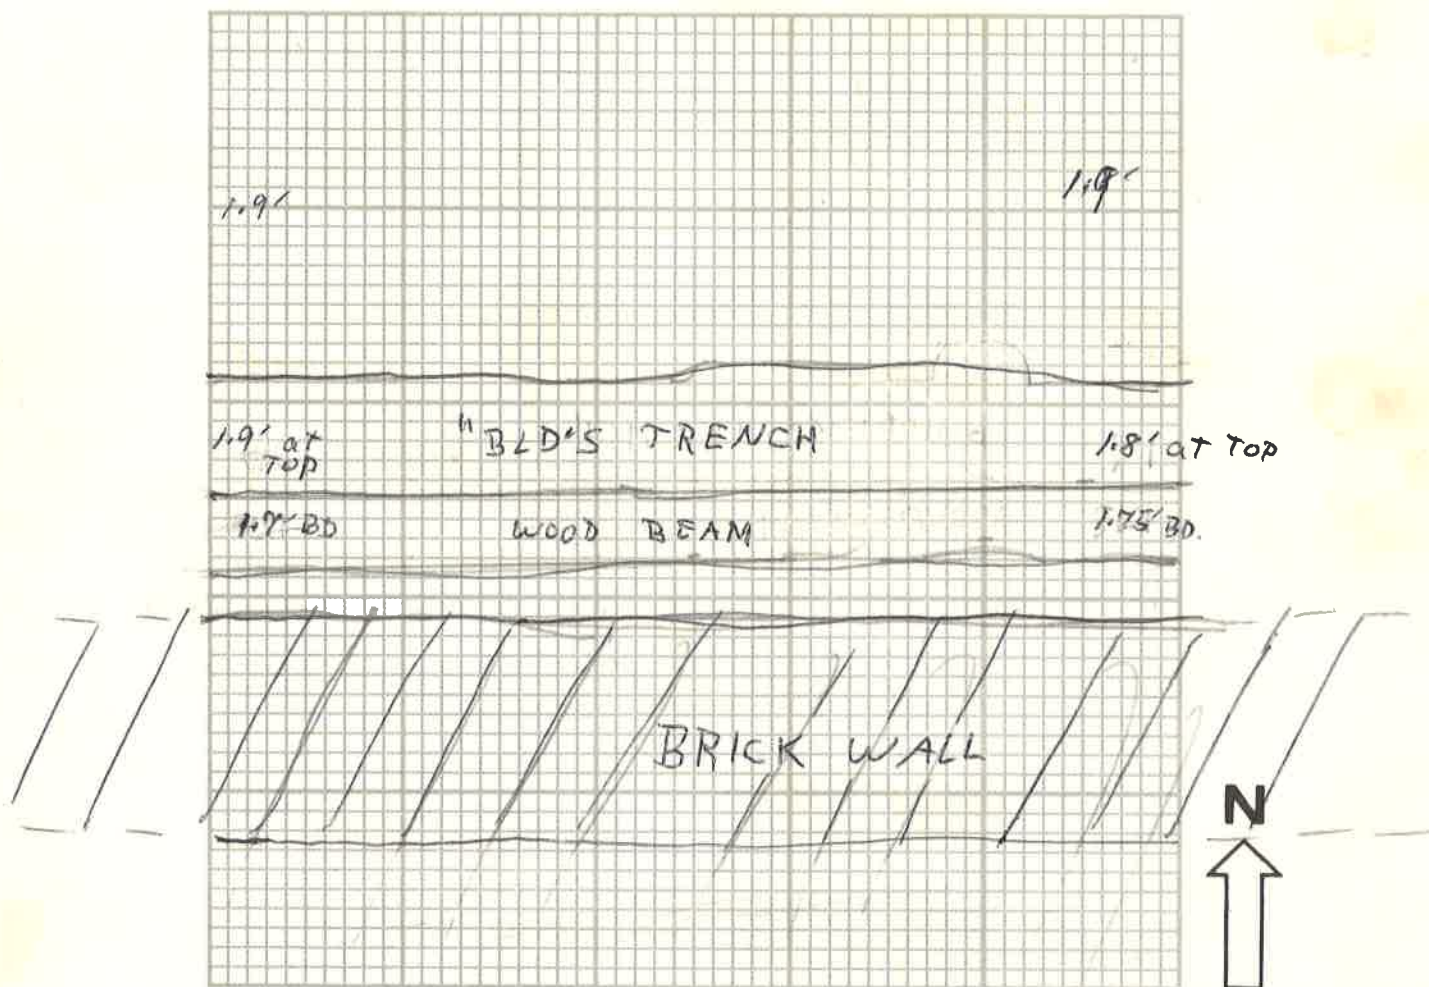 1.9'
1.9'
1.9' at
TOP
"BLD'S TRENCH
1.8' at TOP
1.7' BD
WOOD BEAM
1.75' BD.
BRICK WALL
N